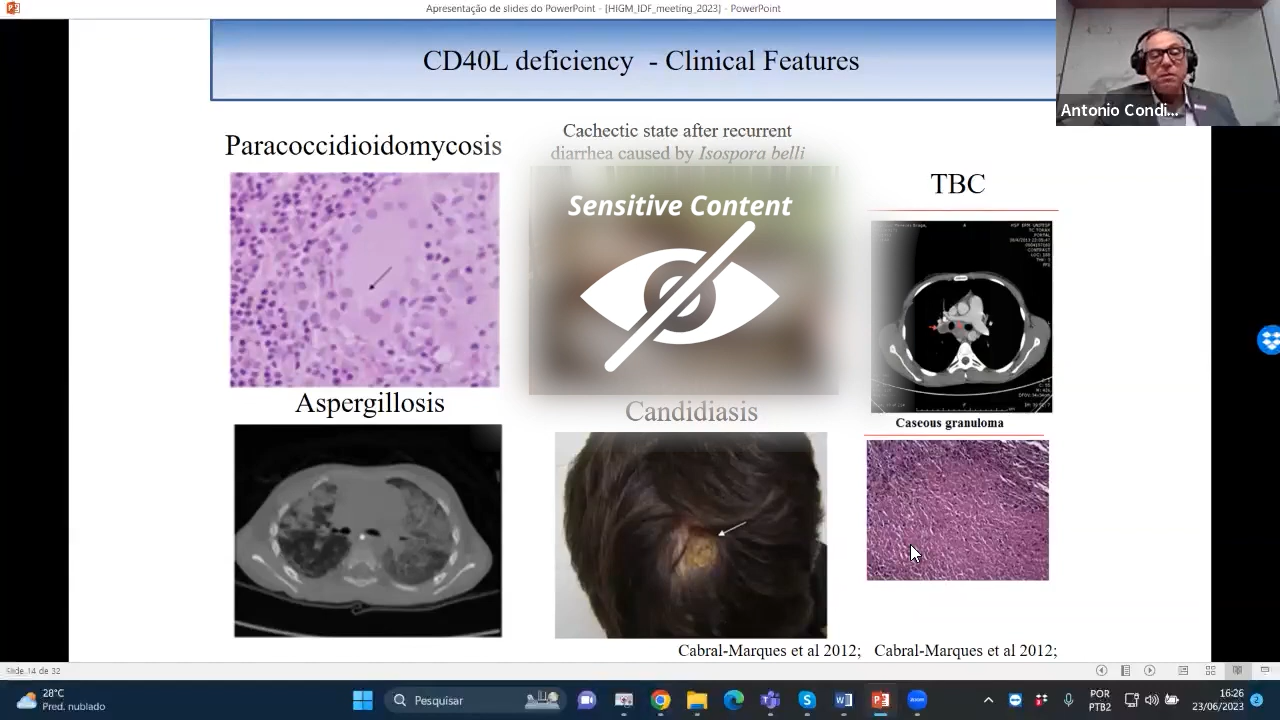 Apresentação de slides do PowerPoint - [HIGM_IDF_meeting_2023] - PowerPoint
CD40L deficiency - Clinical Features
Antonio Condi...
Paracoccidioidomycosis
Cachectic state after recurrent
diarrhea caused by Isospora belli
Sensitive Content
TBC
Aspergillosis
Candidiasis
Caseous granuloma
Cabral-Marques et al 2012; Cabral-Marques et al 2012;
Slide 14 de 32
28°C
Pred. nublado
Pesquisar
zoom
POR
PTB2
16:26
23/06/2023
2